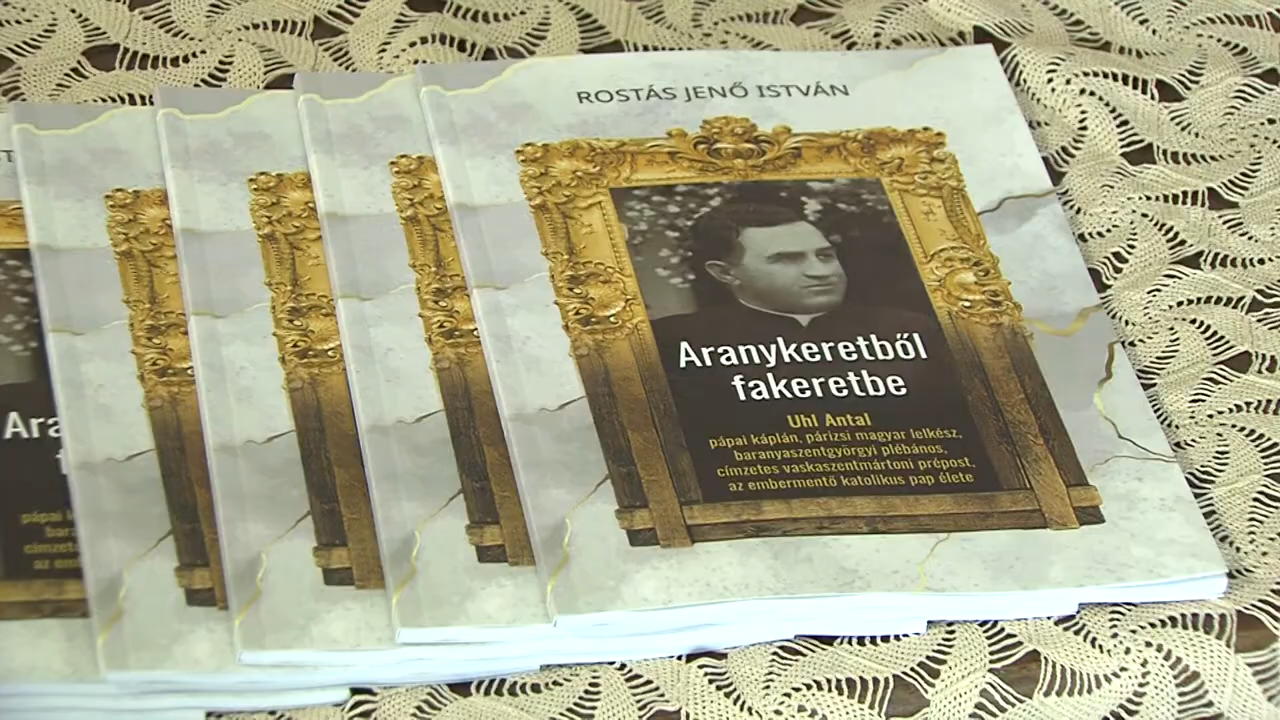 ROSTÁS JENŐ ISTVÁN
Aranykeretből
fakeretbe
Uhl Antal
pápai káplán, párizsi magyar lelkész,
baranyaszentgyörgyi plébános,
címzetes vaskaszentmártoni prépost,
az embermentő katolikus pap élete